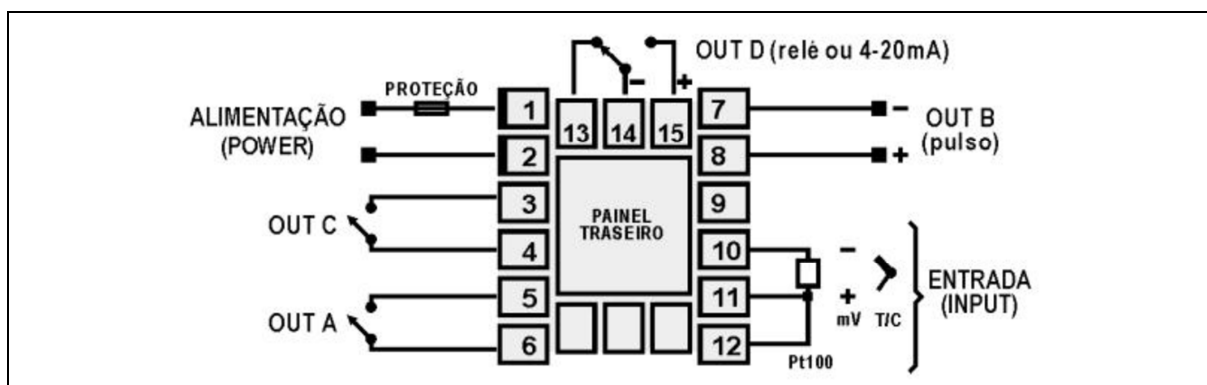 OUT D (relé ou 4-20mA)
- +
PROTEÇÃO
ALIMENTAÇÃO
(POWER)
1
2
3
4
5
6
13 14 15
PAINEL
TRASEIRO
7
8
9
10
11
12
OUT C
OUT A
-
+
OUT B
(pulso)
-
+
mV T/C
Pt100
ENTRADA
(INPUT)